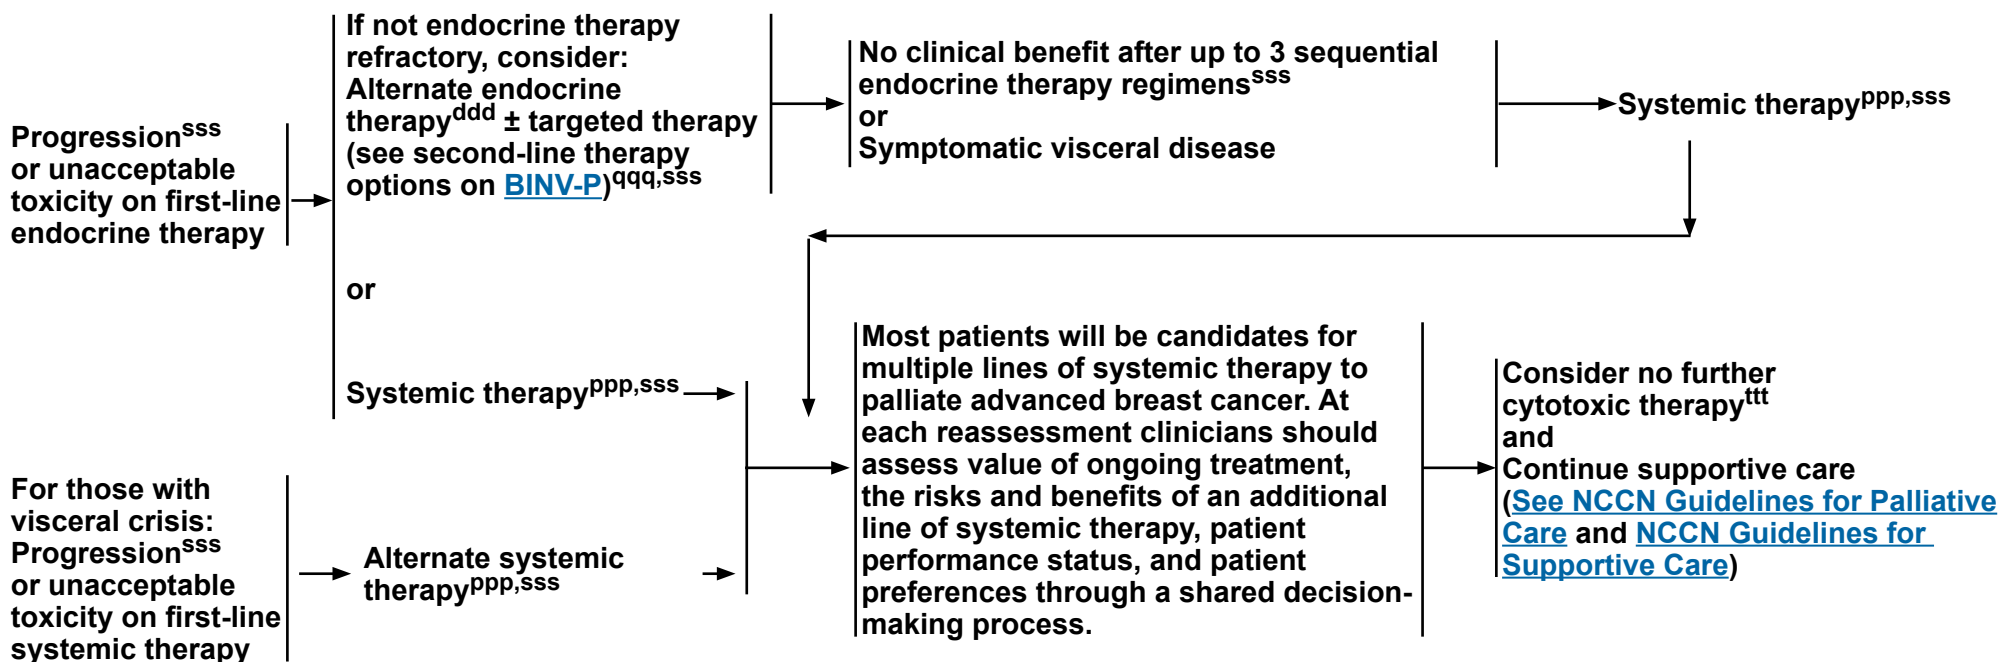 Progression^sss
or unacceptable
toxicity on first-line
endocrine therapy
If not endocrine therapy
refractory, consider:
Alternate endocrine
therapy^ddd ± targeted therapy
(see second-line therapy
options on BINV-P)^qqq,sss
or
Systemic therapy^ppp,sss
No clinical benefit after up to 3 sequential
endocrine therapy regimens^sss
or
Symptomatic visceral disease
Systemic therapy^ppp,sss
For those with
visceral crisis:
Progression^sss
or unacceptable
toxicity on first-line
systemic therapy
Alternate systemic
therapy^ppp,sss
Most patients will be candidates for
multiple lines of systemic therapy to
palliate advanced breast cancer. At
each reassessment clinicians should
assess value of ongoing treatment,
the risks and benefits of an additional
line of systemic therapy, patient
performance status, and patient
preferences through a shared decision-
making process.
Consider no further
cytotoxic therapy^ttt
and
Continue supportive care
(See NCCN Guidelines for Palliative
Care and NCCN Guidelines for
Supportive Care)